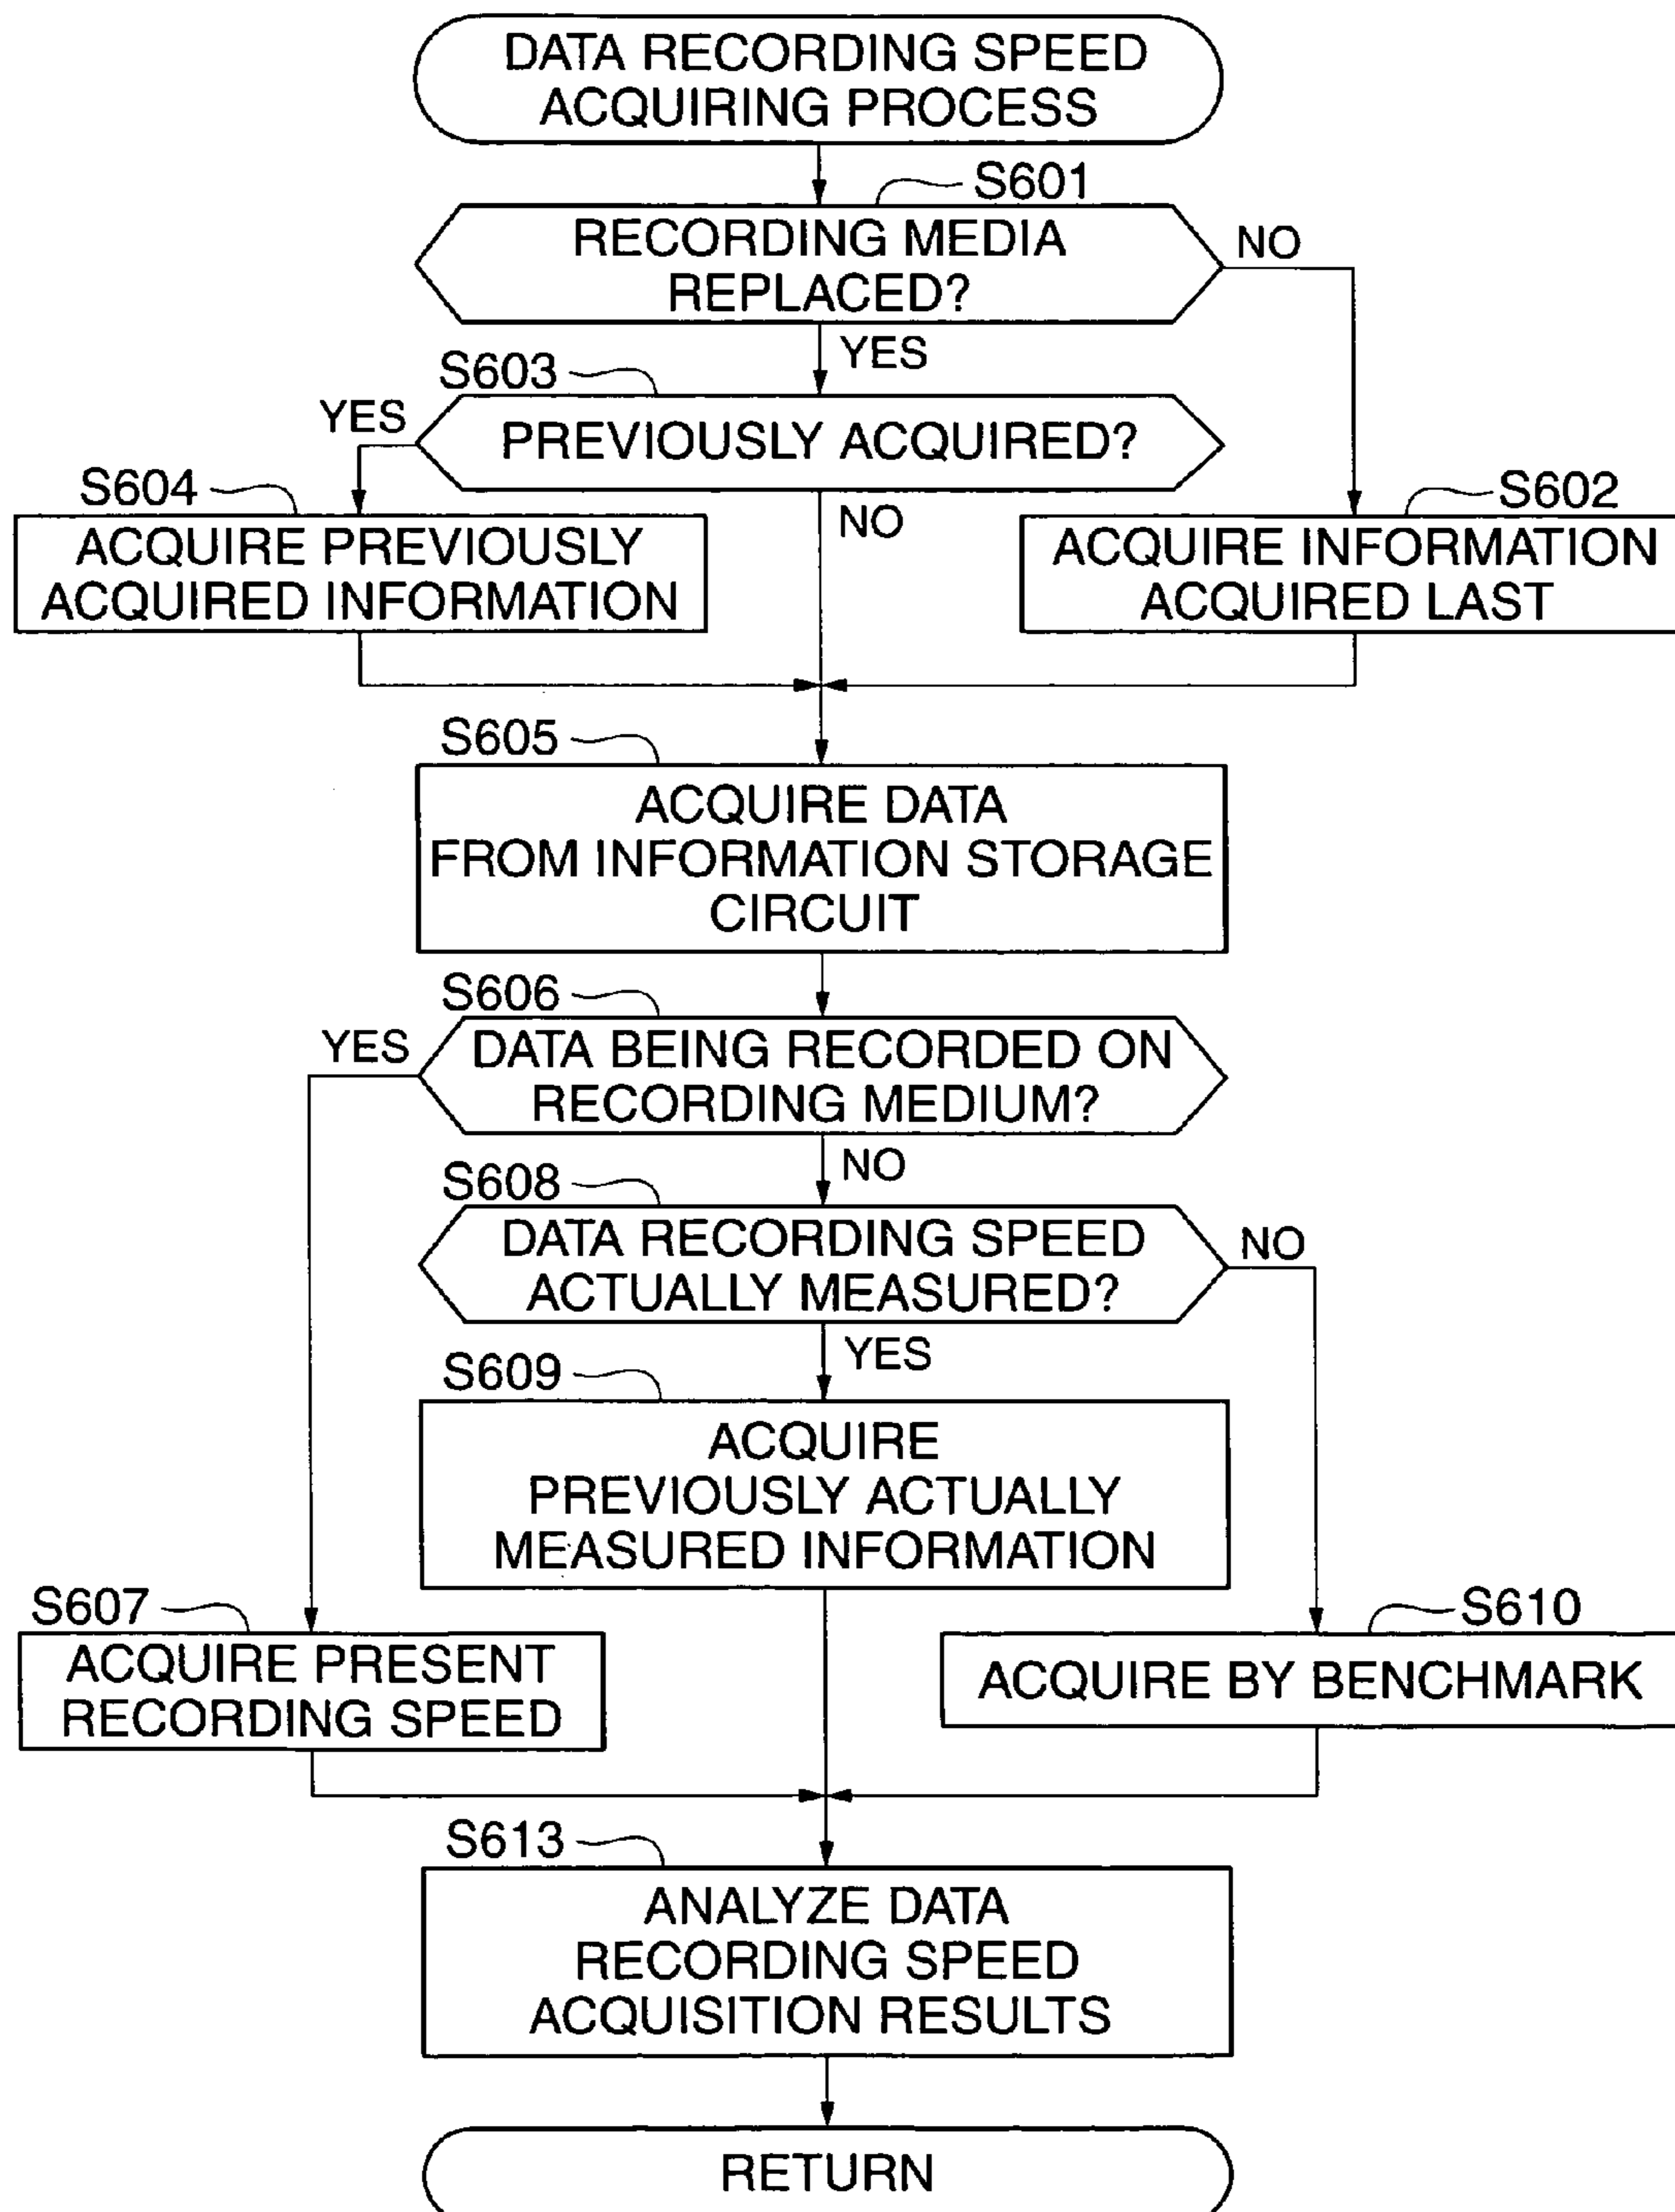 DATA RECORDING SPEED
ACQUIRING PROCESS
S601
RECORDING MEDIA
REPLACED?
NO
YES
S603
PREVIOUSLY ACQUIRED?
YES
NO
S604
ACQUIRE PREVIOUSLY
ACQUIRED INFORMATION
S602
ACQUIRE INFORMATION
ACQUIRED LAST
S605
ACQUIRE DATA
FROM INFORMATION STORAGE
CIRCUIT
S606
DATA BEING RECORDED ON
RECORDING MEDIUM?
YES
NO
S608
DATA RECORDING SPEED
ACTUALLY MEASURED?
NO
YES
S609
ACQUIRE
PREVIOUSLY ACTUALLY
MEASURED INFORMATION
S607
ACQUIRE PRESENT
RECORDING SPEED
S610
ACQUIRE BY BENCHMARK
S613
ANALYZE DATA
RECORDING SPEED
ACQUISITION RESULTS
RETURN